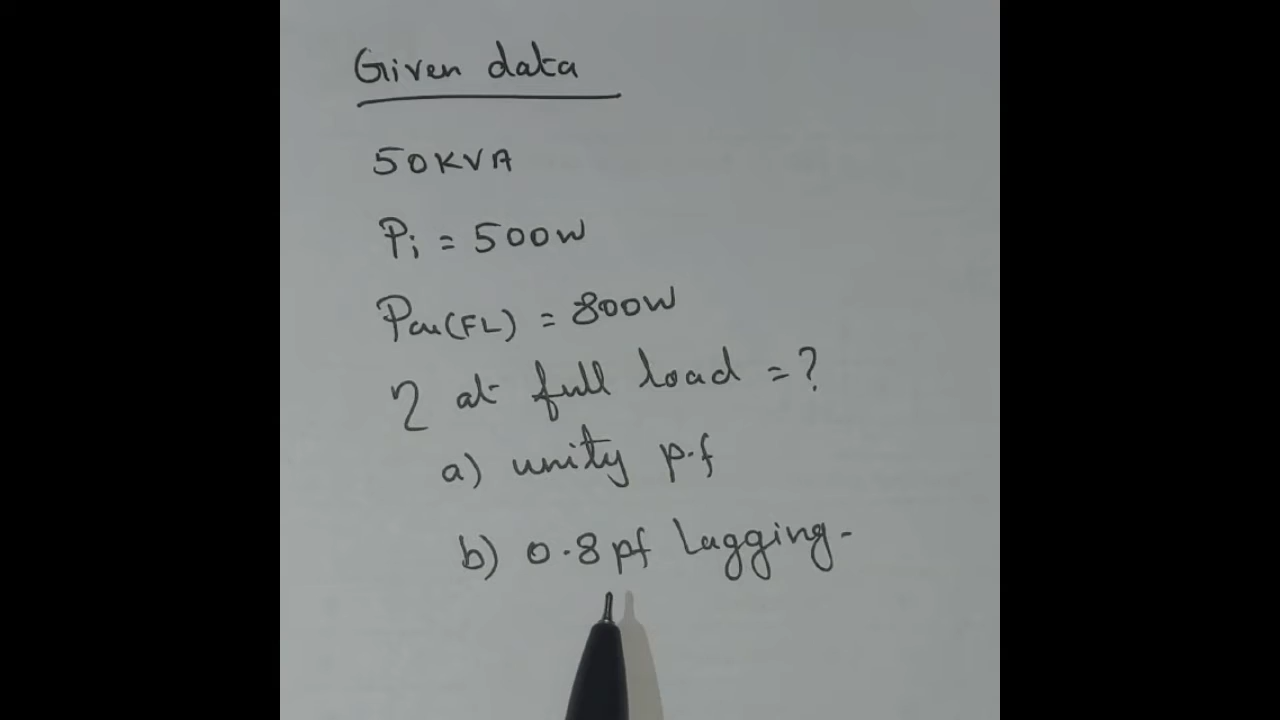 Given data
50KVA
Pi = 500W
Pcu(FL) = 800W
η at full load = ?
a) unity p.f
b) 0.8 pf lagging.